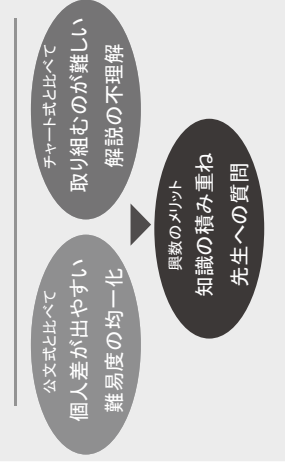 公文式と比べて
個人差が出やすい
難易度の均一化
チャート式と比べて
取り組むのが難しい
解説の不理解
興数のメリット
知識の積み重ね
先生への質問